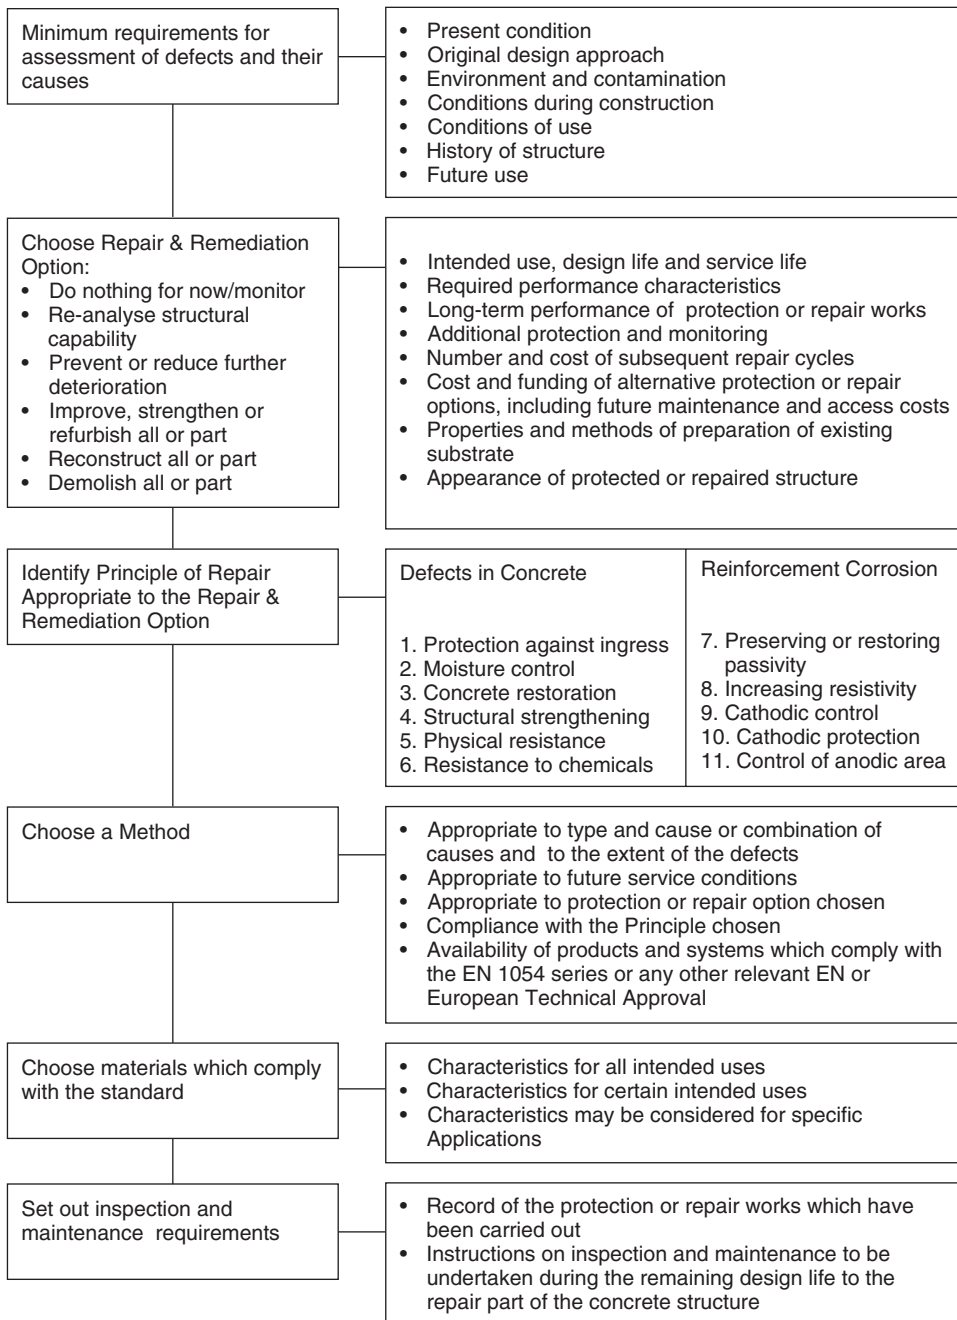 Minimum requirements for
assessment of defects and their
causes
• Present condition
• Original design approach
• Environment and contamination
• Conditions during construction
• Conditions of use
• History of structure
• Future use
Choose Repair & Remediation
Option:
• Do nothing for now/monitor
• Re-analyse structural
capability
• Prevent or reduce further
deterioration
• Improve, strengthen or
refurbish all or part
• Reconstruct all or part
• Demolish all or part
• Intended use, design life and service life
• Required performance characteristics
• Long-term performance of protection or repair works
• Additional protection and monitoring
• Number and cost of subsequent repair cycles
• Cost and funding of alternative protection or repair
options, including future maintenance and access costs
• Properties and methods of preparation of existing
substrate
• Appearance of protected or repaired structure
Identify Principle of Repair
Appropriate to the Repair &
Remediation Option
Defects in Concrete
1. Protection against ingress
2. Moisture control
3. Concrete restoration
4. Structural strengthening
5. Physical resistance
6. Resistance to chemicals
Reinforcement Corrosion
7. Preserving or restoring
passivity
8. Increasing resistivity
9. Cathodic control
10. Cathodic protection
11. Control of anodic area
Choose a Method
• Appropriate to type and cause or combination of
causes and to the extent of the defects
• Appropriate to future service conditions
• Appropriate to protection or repair option chosen
• Compliance with the Principle chosen
• Availability of products and systems which comply with
the EN 1054 series or any other relevant EN or
European Technical Approval
Choose materials which comply
with the standard
• Characteristics for all intended uses
• Characteristics for certain intended uses
• Characteristics may be considered for specific
Applications
Set out inspection and
maintenance requirements
• Record of the protection or repair works which have
been carried out
• Instructions on inspection and maintenance to be
undertaken during the remaining design life to the
repair part of the concrete structure